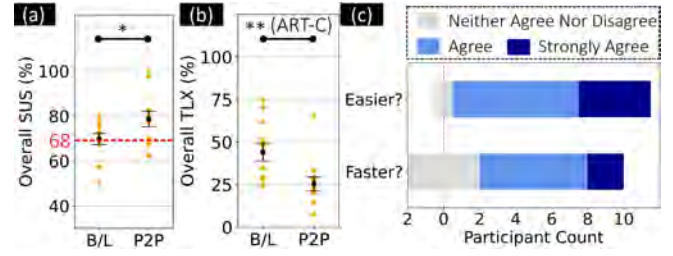 (a)
Overall SUS (%)
100
80
68
60
40
*
B/L P2P
(b)
Overall TLX (%)
100
75
50
25
0
** (ART-C)
B/L P2P
(c)
Neither Agree Nor Disagree
Agree Strongly Agree
Easier?
Faster?
2 0 2 4 6 8 10
Participant Count